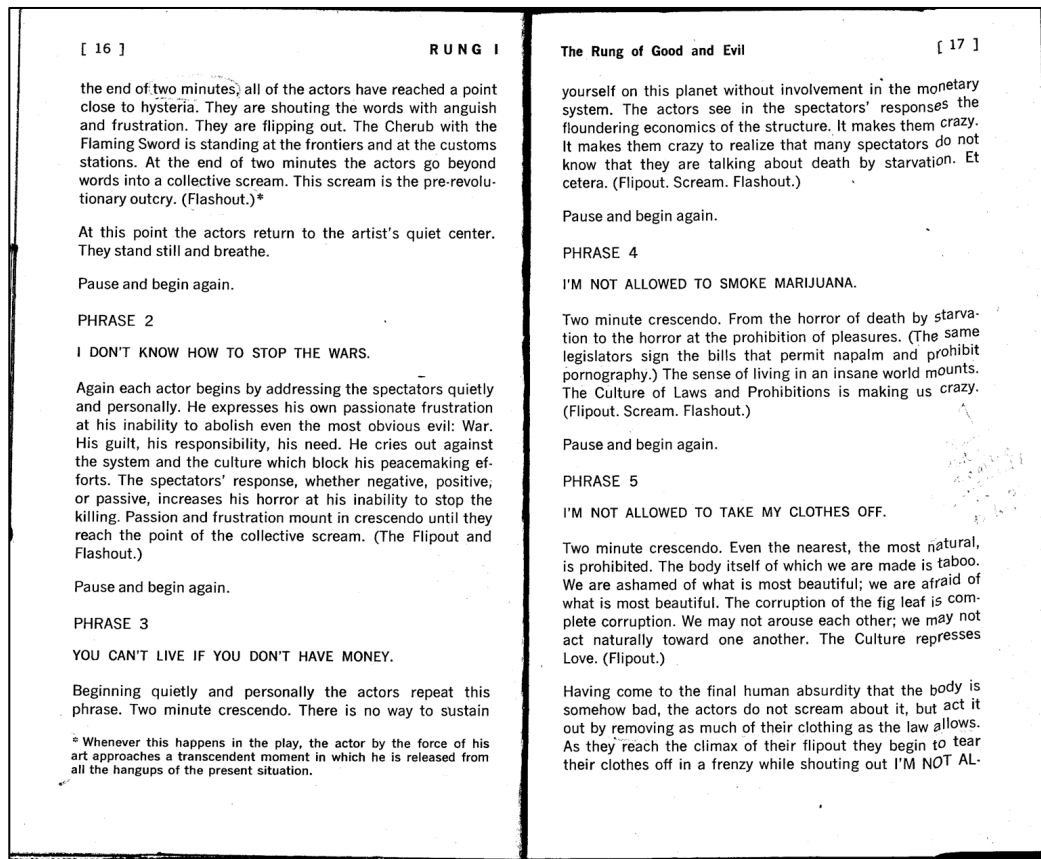 [ 16 ]
RUNG I
the end of two minutes, all of the actors have reached a point
close to hysteria. They are shouting the words with anguish
and frustration. They are flipping out. The Cherub with the
Flaming Sword is standing at the frontiers and at the customs
stations. At the end of two minutes the actors go beyond
words into a collective scream. This scream is the pre-revolu-
tionary outcry. (Flashout.)*
At this point the actors return to the artist's quiet center.
They stand still and breathe.
Pause and begin again.
PHRASE 2
I DON'T KNOW HOW TO STOP THE WARS.
Again each actor begins by addressing the spectators quietly
and personally. He expresses his own passionate frustration
at his inability to abolish even the most obvious evil: War.
His guilt, his responsibility, his need. He cries out against
the system and the culture which block his peacemaking ef-
forts. The spectators' response, whether negative, positive,
or passive, increases his horror at his inability to stop the
killing. Passion and frustration mount in crescendo until they
reach the point of the collective scream. (The Flipout and
Flashout.)
Pause and begin again.
PHRASE 3
YOU CAN'T LIVE IF YOU DON'T HAVE MONEY.
Beginning quietly and personally the actors repeat this
phrase. Two minute crescendo. There is no way to sustain
* Whenever this happens in the play, the actor by the force of his
art approaches a transcendent moment in which he is released from
all the hangups of the present situation.
The Rung of Good and Evil
[ 17 ]
yourself on this planet without involvement in the monetary
system. The actors see in the spectators' responses the
floundering economics of the structure. It makes them crazy.
It makes them crazy to realize that many spectators do not
know that they are talking about death by starvation. Et
cetera. (Flipout. Scream. Flashout.)
Pause and begin again.
PHRASE 4
I'M NOT ALLOWED TO SMOKE MARIJUANA.
Two minute crescendo. From the horror of death by starva-
tion to the horror at the prohibition of pleasures. (The same
legislators sign the bills that permit napalm and prohibit
pornography.) The sense of living in an insane world mounts.
The Culture of Laws and Prohibitions is making us crazy.
(Flipout. Scream. Flashout.)
Pause and begin again.
PHRASE 5
I'M NOT ALLOWED TO TAKE MY CLOTHES OFF.
Two minute crescendo. Even the nearest, the most natural,
is prohibited. The body itself of which we are made is taboo.
We are ashamed of what is most beautiful; we are afraid of
what is most beautiful. The corruption of the fig leaf is com-
plete corruption. We may not arouse each other; we may not
act naturally toward one another. The Culture represses
Love. (Flipout.)
Having come to the final human absurdity that the body is
somehow bad, the actors do not scream about it, but act it
out by removing as much of their clothing as the law allows.
As they reach the climax of their flipout they begin to tear
their clothes off in a frenzy while shouting out I'M NOT AL-